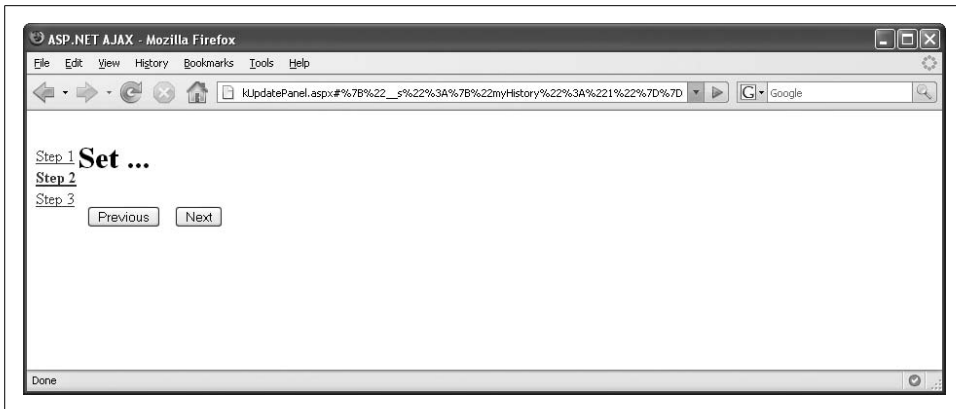 ASP.NET AJAX - Mozilla Firefox
File Edit View History Bookmarks Tools Help
kUpdatePanel.aspx#%7B%22__s%22%3A%7B%22myHistory%22%3A%221%22%7D%7D
G Google
Step 1 Set ...
Step 2
Step 3
Previous Next
Done